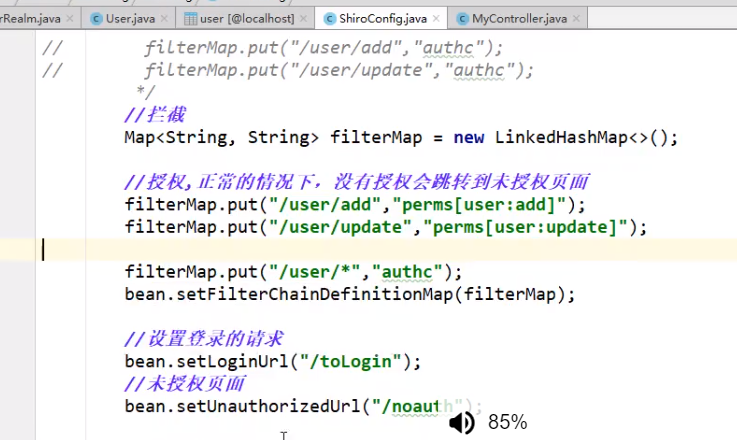 rRealm.java × User.java × user [@localhost] × ShiroConfig.java × MyController.java ×
// filterMap.put("/user/add","authc");
// filterMap.put("/user/update","authc");
*/
//拦截
Map<String, String> filterMap = new LinkedHashMap<>();
//授权,正常的情况下，没有授权会跳转到未授权页面
filterMap.put("/user/add","perms[user:add]");
filterMap.put("/user/update","perms[user:update]");
filterMap.put("/user/*","authc");
bean.setFilterChainDefinitionMap(filterMap);
//设置登录的请求
bean.setLoginUrl("/toLogin");
//未授权页面
bean.setUnauthorizedUrl("/noauth");
85%